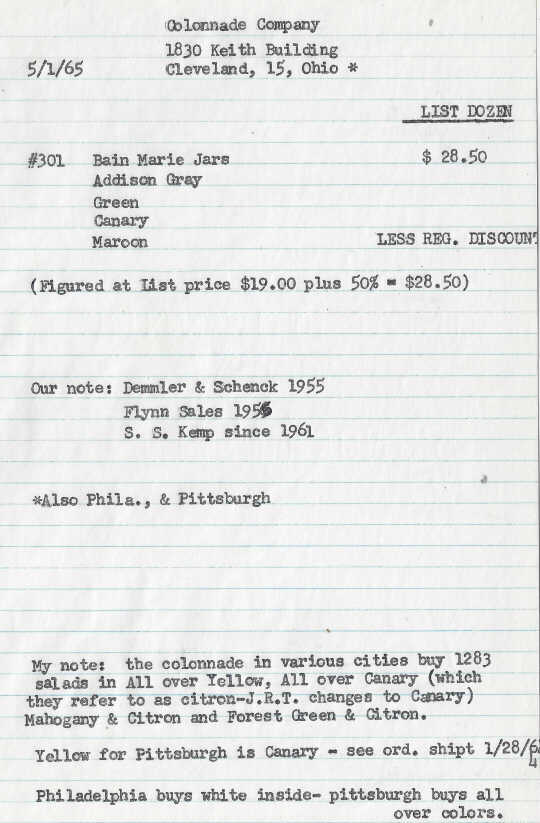 Colonnade Company
1830 Keith Building
5/1/65 Cleveland, 15, Ohio *
LIST DOZEN
#301 Bain Marie Jars $ 28.50
Addison Gray
Green
Canary
Maroon LESS REG. DISCOUNT
(Figured at List price $19.00 plus 50% = $28.50)
Our note: Demmler & Schenck 1955
Flynn Sales 1956
S. S. Kemp since 1961
*Also Phila., & Pittsburgh
My note: the colonnade in various cities buy 1283
salads in All over Yellow, All over Canary (which
they refer to as citron-J.R.T. changes to Canary)
Mahogany & Citron and Forest Green & Citron.
Yellow for Pittsburgh is Canary - see ord. shipt 1/28/6
Philadelphia buys white inside- pittsburgh buys all
over colors.